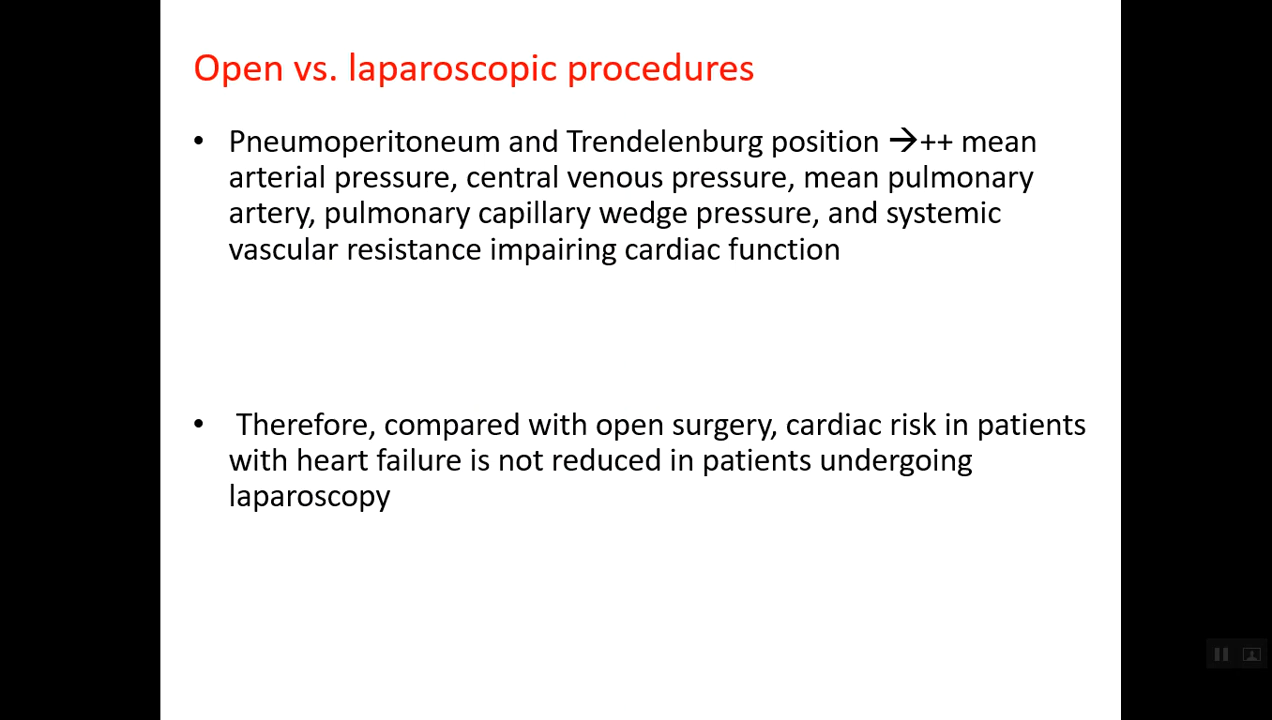 Open vs. laparoscopic procedures
• Pneumoperitoneum and Trendelenburg position →++ mean
arterial pressure, central venous pressure, mean pulmonary
artery, pulmonary capillary wedge pressure, and systemic
vascular resistance impairing cardiac function
• Therefore, compared with open surgery, cardiac risk in patients
with heart failure is not reduced in patients undergoing
laparoscopy